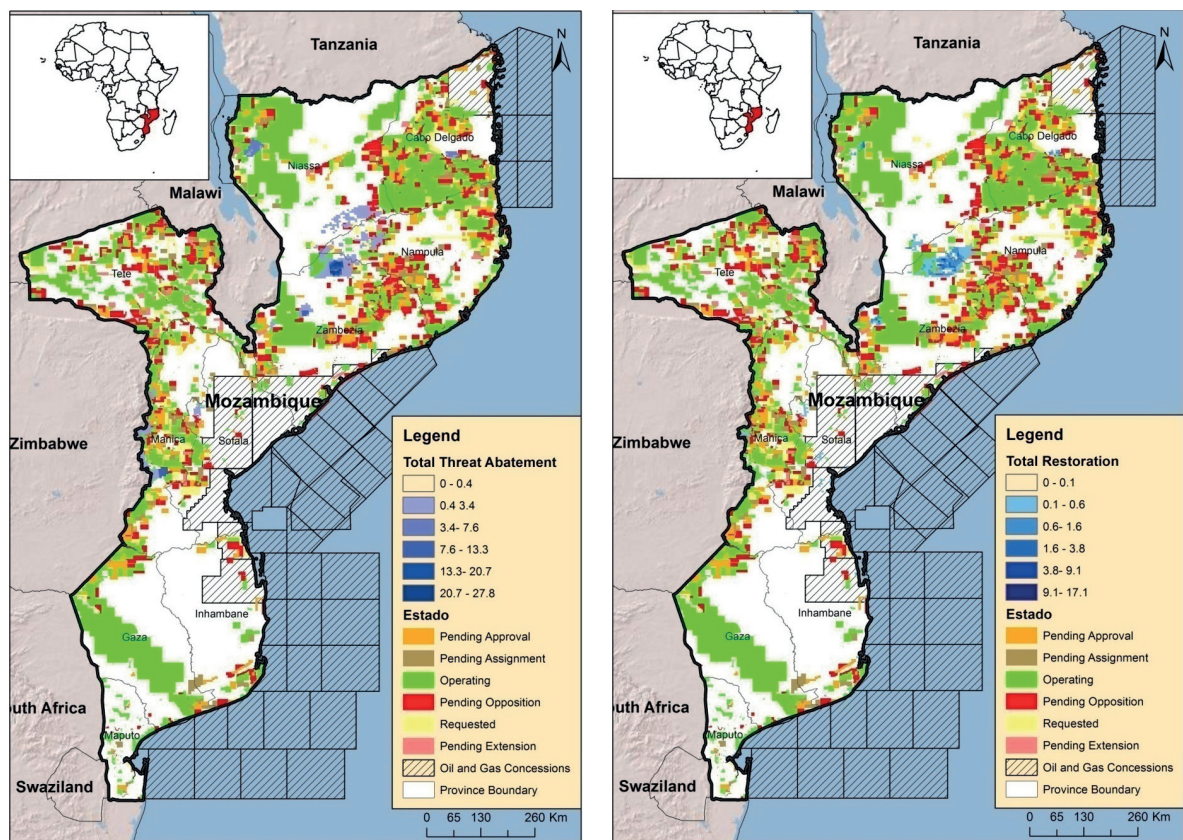 Tanzania
N
Cabo Delgado
Niassa
Malawi
Nampula
Tete
Zambezia
Mozambique
Zimbabwe
Manica
Sofala
Inhambane
Gaza
outh Africa
Maputo
Swaziland
Legend
Total Threat Abatement
0 - 0.4
0.4 3.4
3.4- 7.6
7.6 - 13.3
13.3- 20.7
20.7 - 27.8
Estado
Pending Approval
Pending Assignment
Operating
Pending Opposition
Requested
Pending Extension
Oil and Gas Concessions
Province Boundary
0 65 130 260 Km
Tanzania
N
Cabo Delgado
Niassa
Malawi
Nampula
Tete
Zambezia
Mozambique
Zimbabwe
Manica
Sofala
Inhambane
Gaza
outh Africa
Maputo
Swaziland
Legend
Total Restoration
0 - 0.1
0.1 - 0.6
0.6- 1.6
1.6 - 3.8
3.8- 9.1
9.1- 17.1
Estado
Pending Approval
Pending Assignment
Operating
Pending Opposition
Requested
Pending Extension
Oil and Gas Concessions
Province Boundary
0 65 130 260 Km